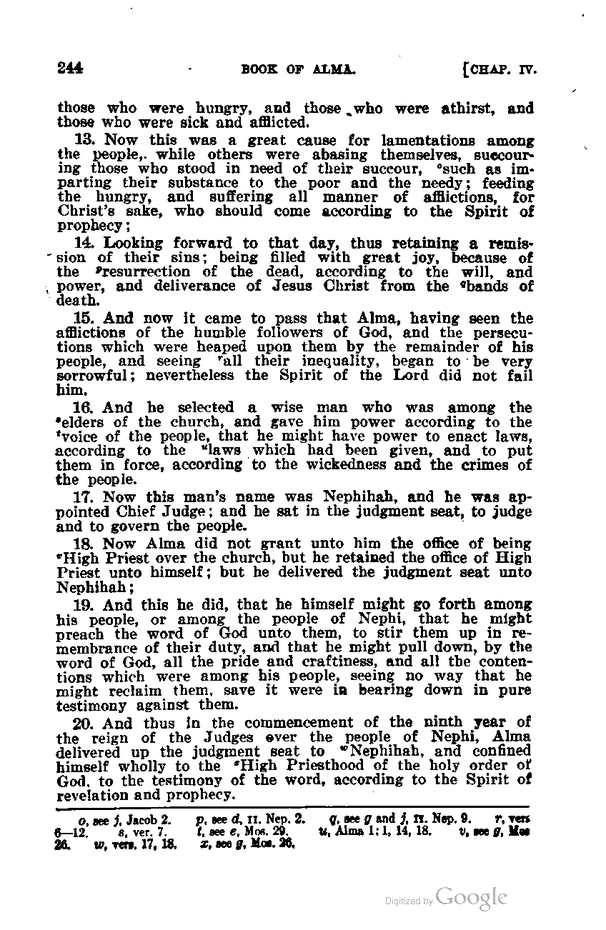 244 BOOK OF ALMA. [CHAP. IV.
those who were hungry, and those who were athirst, and
those who were sick and afflicted.
13. Now this was a great cause for lamentations among
the people, while others were abasing themselves, succour-
ing those who stood in need of their succour, ᵒsuch as im-
parting their substance to the poor and the needy; feeding
the hungry, and suffering all manner of afflictions, for
Christ's sake, who should come according to the Spirit of
prophecy;
14. Looking forward to that day, thus retaining a remis-
sion of their sins; being filled with great joy, because of
the ᵖresurrection of the dead, according to the will, and
power, and deliverance of Jesus Christ from the qbands of
death.
15. And now it came to pass that Alma, having seen the
afflictions of the humble followers of God, and the persecu-
tions which were heaped upon them by the remainder of his
people, and seeing ʳall their inequality, began to be very
sorrowful; nevertheless the Spirit of the Lord did not fail
him.
16. And he selected a wise man who was among the
ˢelders of the church, and gave him power according to the
ᵗvoice of the people, that he might have power to enact laws,
according to the ᵘlaws which had been given, and to put
them in force, according to the wickedness and the crimes of
the people.
17. Now this man's name was Nephihah, and he was ap-
pointed Chief Judge; and he sat in the judgment seat, to judge
and to govern the people.
18. Now Alma did not grant unto him the office of being
ᵛHigh Priest over the church, but he retained the office of High
Priest unto himself; but he delivered the judgment seat unto
Nephihah;
19. And this he did, that he himself might go forth among
his people, or among the people of Nephi, that he might
preach the word of God unto them, to stir them up in re-
membrance of their duty, and that he might pull down, by the
word of God, all the pride and craftiness, and all the conten-
tions which were among his people, seeing no way that he
might reclaim them, save it were in bearing down in pure
testimony against them.
20. And thus in the commencement of the ninth year of
the reign of the Judges over the people of Nephi, Alma
delivered up the judgment seat to ʷNephihah, and confined
himself wholly to the ˣHigh Priesthood of the holy order of
God, to the testimony of the word, according to the Spirit of
revelation and prophecy.
o, see j, Jacob 2. p, see d, II. Nep. 2. q, see g and j, II. Nep. 9. r, vers
6—12. s, ver. 7. t, see e, Mos. 29. u, Alma 1: 1, 14, 18. v, see g, Mos
26. w, vers. 17, 18. x, see g, Mos. 26.
Digitized by Google